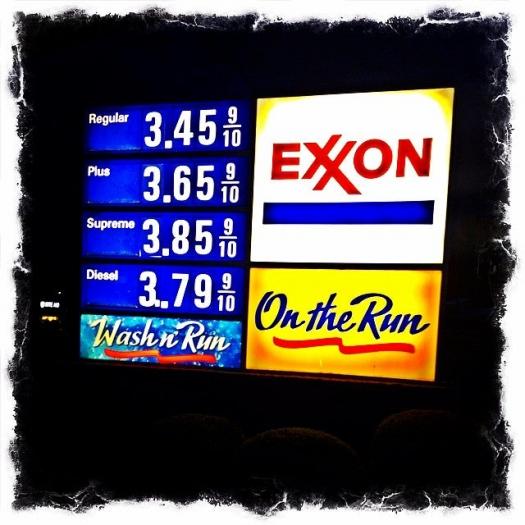 Regular 3.45 9/10
Plus 3.65 9/10
Supreme 3.85 9/10
Diesel 3.79 9/10
Wash n' Run
EXXON
On the Run